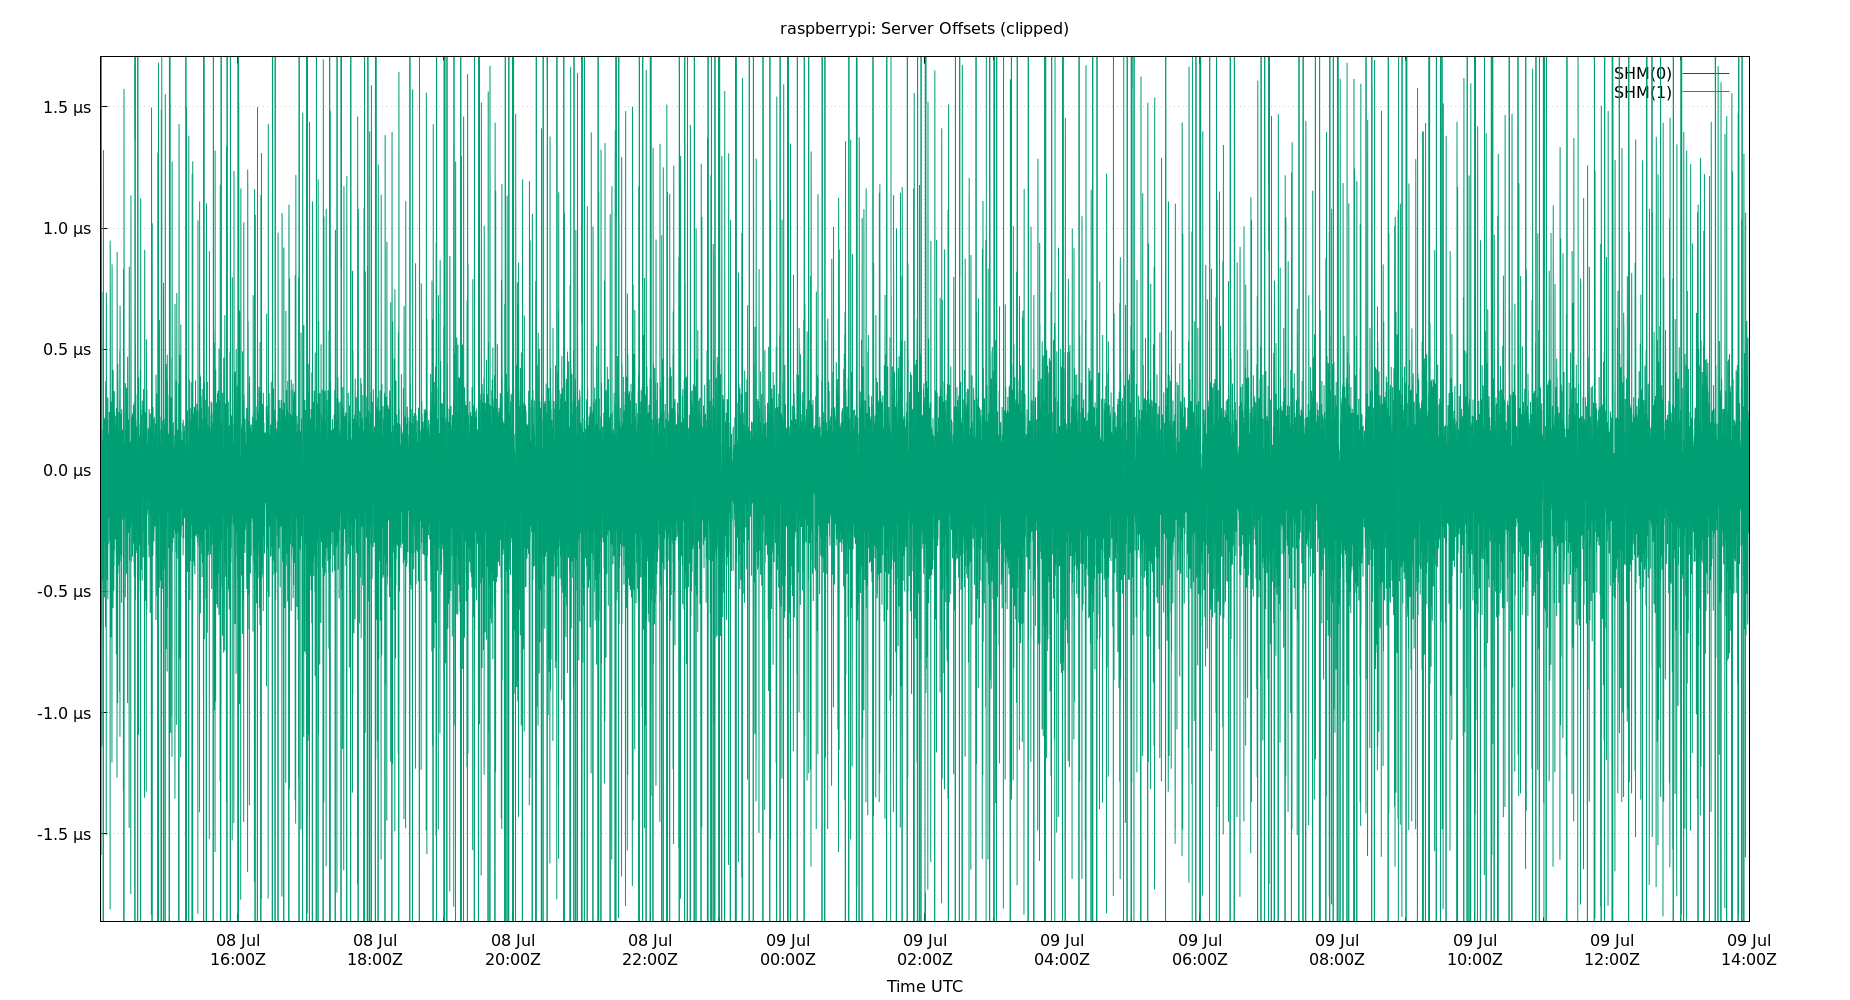 raspberrypi: Server Offsets (clipped)
SHM(0)
SHM(1)
1.5 µs
1.0 µs
0.5 µs
0.0 µs
-0.5 µs
-1.0 µs
-1.5 µs
08 Jul 08 Jul 08 Jul 08 Jul 09 Jul 09 Jul 09 Jul 09 Jul 09 Jul 09 Jul 09 Jul 09 Jul
16:00Z 18:00Z 20:00Z 22:00Z 00:00Z 02:00Z 04:00Z 06:00Z 08:00Z 10:00Z 12:00Z 14:00Z
Time UTC